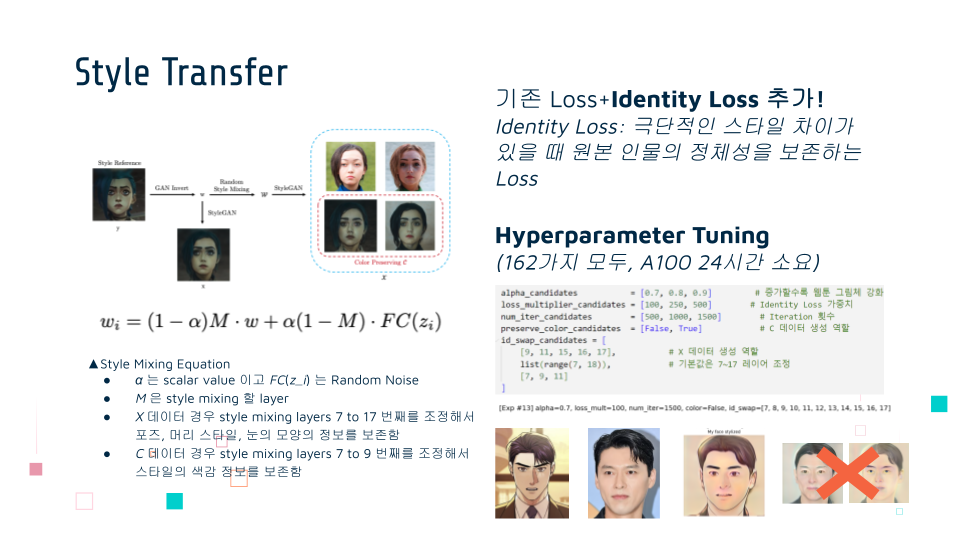 Style Transfer
Style Reference
GAN Invert
w
Random
Style Mixing
W
StyleGAN
StyleGAN
y
x
Color Preserving C
X
w_i = (1 − α)M · w + α(1 − M) · FC(z_i)
▲Style Mixing Equation
● α 는 scalar value 이고 FC(z_i) 는 Random Noise
● M 은 style mixing 할 layer
● X 데이터 경우 style mixing layers 7 to 17 번째를 조정해서
포즈, 머리 스타일, 눈의 모양의 정보를 보존함
● C 데이터 경우 style mixing layers 7 to 9 번째를 조정해서
스타일의 색감 정보를 보존함
기존 Loss+Identity Loss 추가!
Identity Loss: 극단적인 스타일 차이가
있을 때 원본 인물의 정체성을 보존하는
Loss
Hyperparameter Tuning
(162가지 모두, A100 24시간 소요)
alpha_candidates = [0.7, 0.8, 0.9] # 증가할수록 웹툰 그림체 강화
loss_multiplier_candidates = [100, 250, 500] # Identity Loss 가중치
num_iter_candidates = [500, 1000, 1500] # Iteration 횟수
preserve_color_candidates = [False, True] # C 데이터 생성 역할
id_swap_candidates = [
[9, 11, 15, 16, 17], # X 데이터 생성 역할
list(range(7, 18)), # 기본값은 7~17 레이어 조정
[7, 9, 11]
]
[Exp #13] alpha=0.7, loss_mult=100, num_iter=1500, color=False, id_swap=[7, 8, 9, 10, 11, 12, 13, 14, 15, 16, 17]
My face stylized